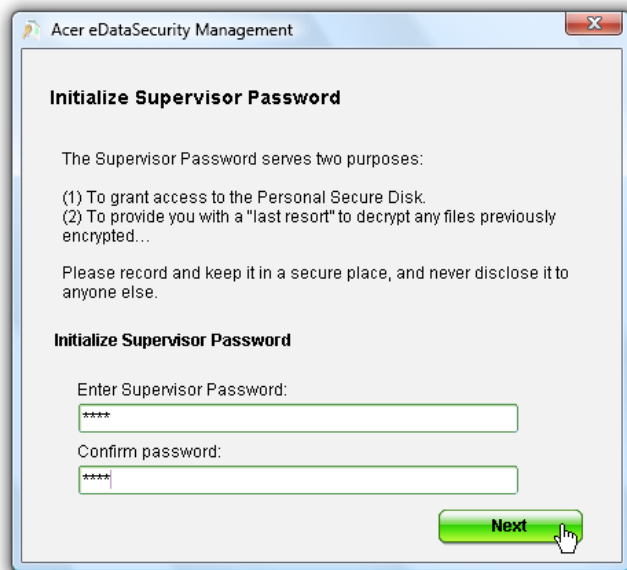 Acer eDataSecurity Management
Initialize Supervisor Password
The Supervisor Password serves two purposes:
(1) To grant access to the Personal Secure Disk.
(2) To provide you with a "last resort" to decrypt any files previously
encrypted...
Please record and keep it in a secure place, and never disclose it to
anyone else.
Initialize Supervisor Password
Enter Supervisor Password:
****
Confirm password:
****
Next